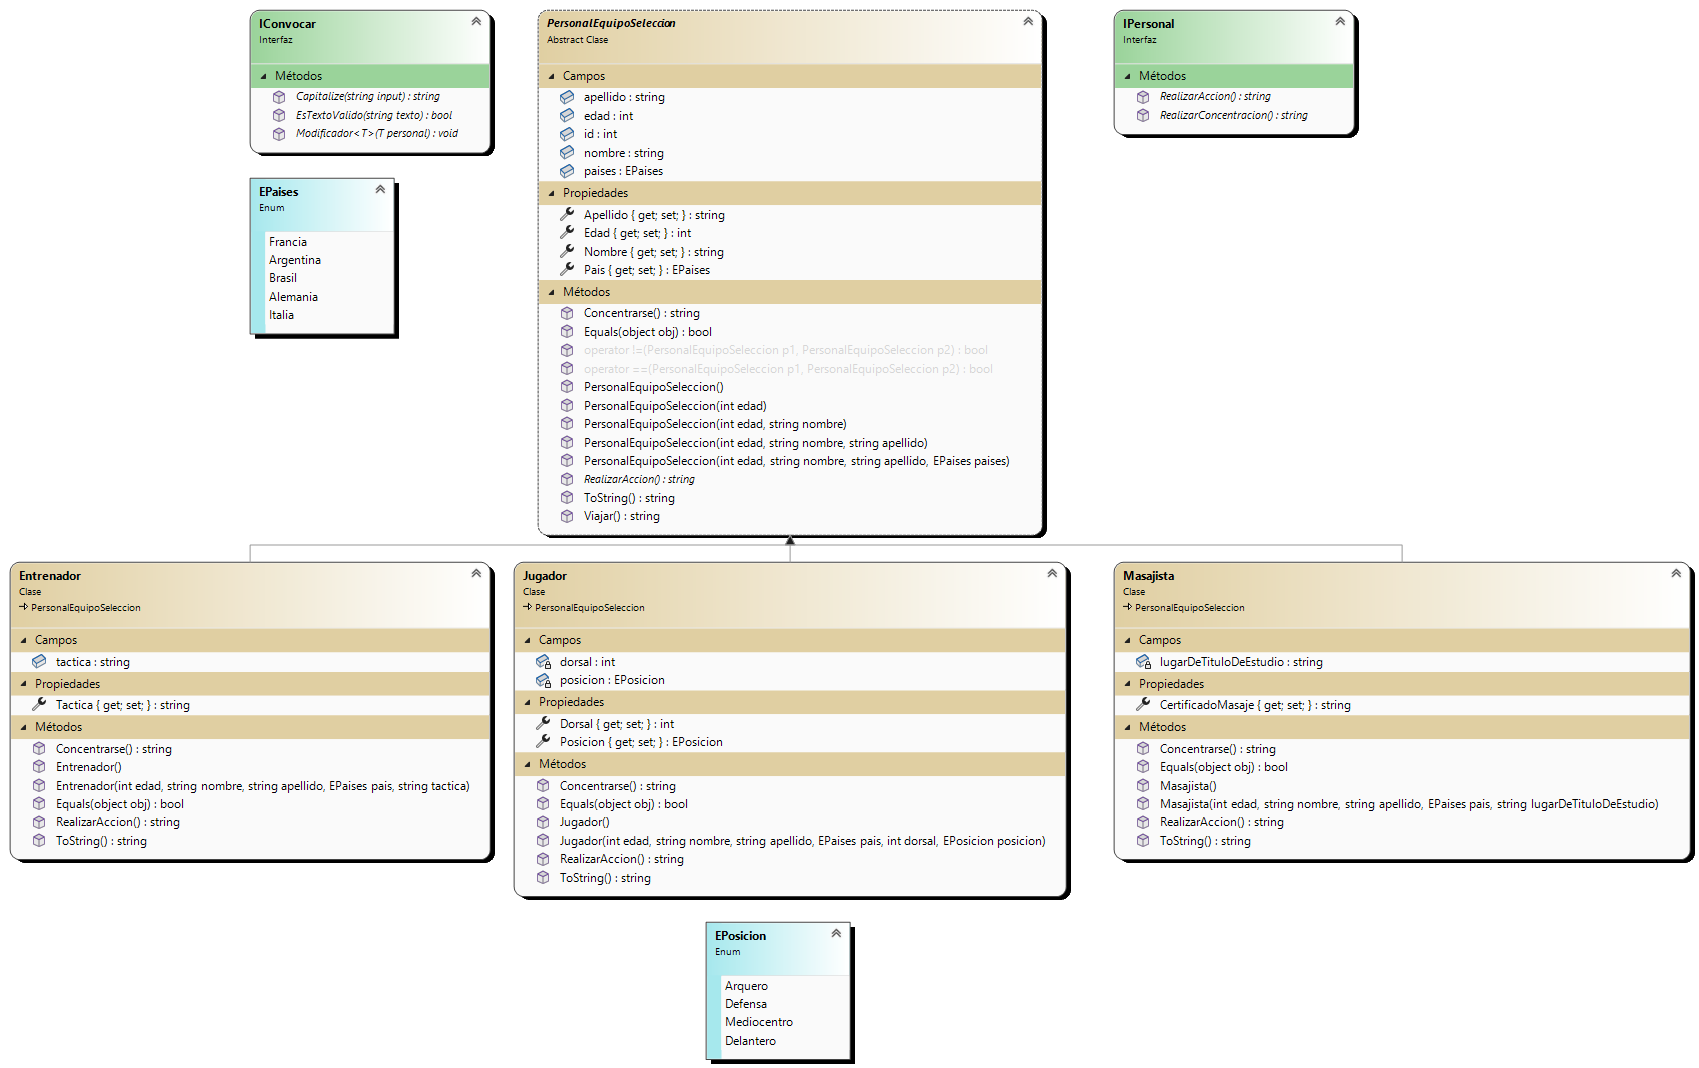 IConvocar
Interfaz
Métodos
Capitalize(string input) : string
EsTextoValido(string texto) : bool
Modificador<T>(T personal) : void
EPaises
Enum
Francia
Argentina
Brasil
Alemania
Italia
PersonalEquipoSeleccion
Abstract Clase
Campos
apellido : string
edad : int
id : int
nombre : string
paises : EPaises
Propiedades
Apellido { get; set; } : string
Edad { get; set; } : int
Nombre { get; set; } : string
Pais { get; set; } : EPaises
Métodos
Concentrarse() : string
Equals(object obj) : bool
operator !=(PersonalEquipoSeleccion p1, PersonalEquipoSeleccion p2) : bool
operator ==(PersonalEquipoSeleccion p1, PersonalEquipoSeleccion p2) : bool
PersonalEquipoSeleccion()
PersonalEquipoSeleccion(int edad)
PersonalEquipoSeleccion(int edad, string nombre)
PersonalEquipoSeleccion(int edad, string nombre, string apellido)
PersonalEquipoSeleccion(int edad, string nombre, string apellido, EPaises paises)
RealizarAccion() : string
ToString() : string
Viajar() : string
IPersonal
Interfaz
Métodos
RealizarAccion() : string
RealizarConcentracion() : string
Entrenador
Clase
PersonalEquipoSeleccion
Campos
tactica : string
Propiedades
Tactica { get; set; } : string
Métodos
Concentrarse() : string
Entrenador()
Entrenador(int edad, string nombre, string apellido, EPaises pais, string tactica)
Equals(object obj) : bool
RealizarAccion() : string
ToString() : string
Jugador
Clase
PersonalEquipoSeleccion
Campos
dorsal : int
posicion : EPosicion
Propiedades
Dorsal { get; set; } : int
Posicion { get; set; } : EPosicion
Métodos
Concentrarse() : string
Equals(object obj) : bool
Jugador()
Jugador(int edad, string nombre, string apellido, EPaises pais, int dorsal, EPosicion posicion)
RealizarAccion() : string
ToString() : string
Masajista
Clase
PersonalEquipoSeleccion
Campos
lugarDeTituloDeEstudio : string
Propiedades
CertificadoMasaje { get; set; } : string
Métodos
Concentrarse() : string
Equals(object obj) : bool
Masajista()
Masajista(int edad, string nombre, string apellido, EPaises pais, string lugarDeTituloDeEstudio)
RealizarAccion() : string
ToString() : string
EPosicion
Enum
Arquero
Defensa
Mediocentro
Delantero